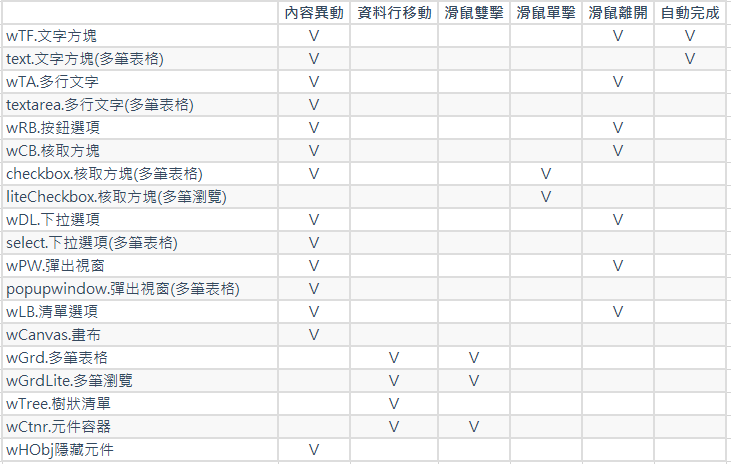 內容異動 資料行移動 滑鼠雙擊 滑鼠單擊 滑鼠離開 自動完成
wTF.文字方塊 V V V
text.文字方塊(多筆表格) V V
wTA.多行文字 V V
textarea.多行文字(多筆表格) V
wRB.按鈕選項 V V
wCB.核取方塊 V V
checkbox.核取方塊(多筆表格) V V
liteCheckbox.核取方塊(多筆瀏覽) V
wDL.下拉選項 V V
select.下拉選項(多筆表格) V
wPW.彈出視窗 V V
popupwindow.彈出視窗(多筆表格) V
wLB.清單選項 V V
wCanvas.畫布 V
wGrd.多筆表格 V V
wGrdLite.多筆瀏覽 V V
wTree.樹狀清單 V
wCtnr.元件容器 V V
wHObj隱藏元件 V